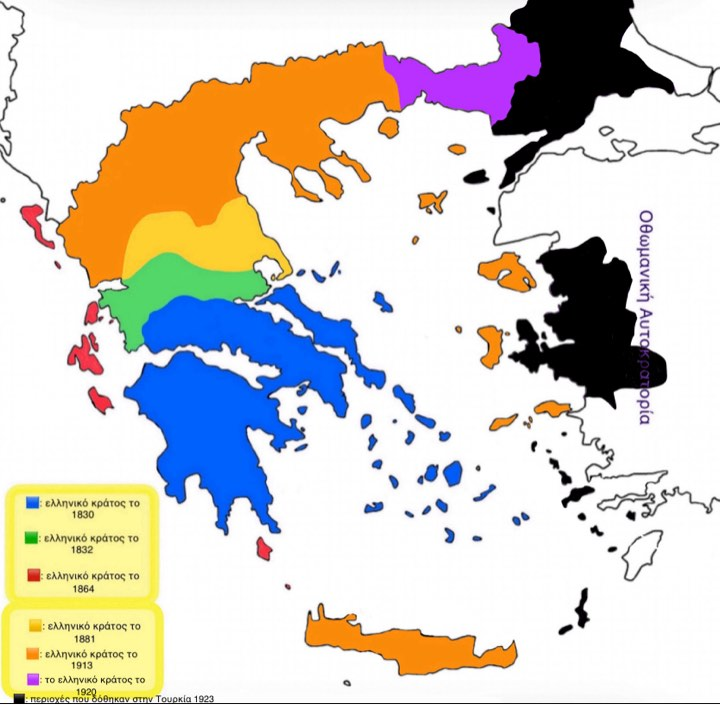 Οθωμανική Αυτοκρατορία
: ελληνικό κράτος το
1830
: ελληνικό κράτος το
1832
: ελληνικό κράτος το
1864
: ελληνικό κράτος το
1881
: ελληνικό κράτος το
1913
: το ελληνικό κράτος το
1920
: περιοχές που δόθηκαν στην Τουρκία 1923